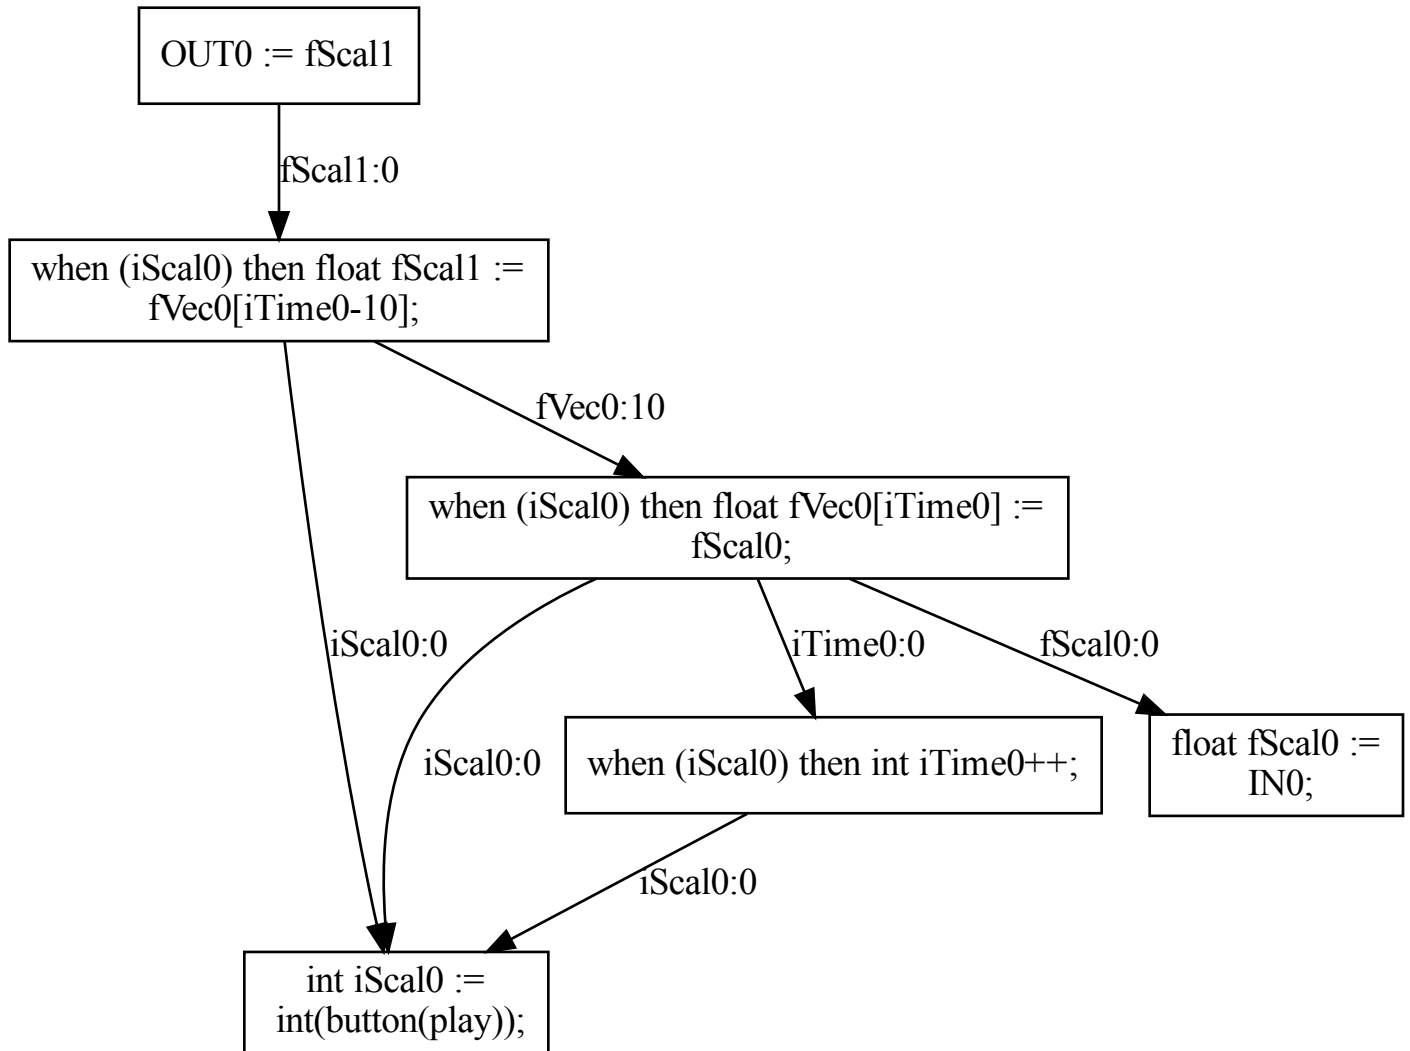 OUT0 := fScal1
fScal1:0
when (iScal0) then float fScal1 :=
fVec0[iTime0-10];
fVec0:10
when (iScal0) then float fVec0[iTime0] :=
fScal0;
iScal0:0
iTime0:0
fScal0:0
iScal0:0
when (iScal0) then int iTime0++;
float fScal0 :=
IN0;
iScal0:0
int iScal0 :=
int(button(play));